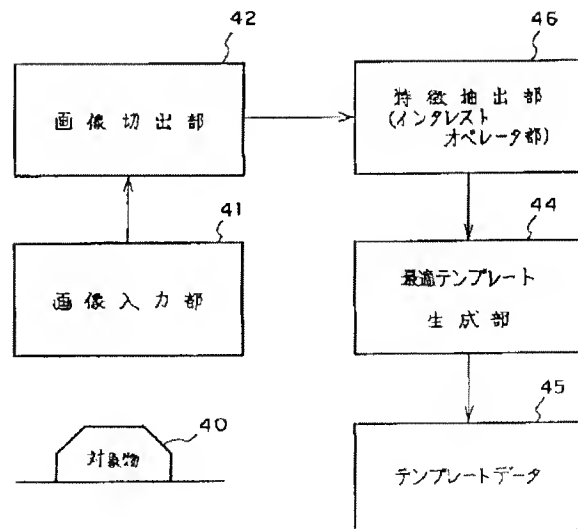 42
画像切出部
41
画像入力部
40
対象物
46
特徴抽出部
(インタレスト
オペレータ部)
44
最適テンプレート
生成部
45
テンプレートデータ